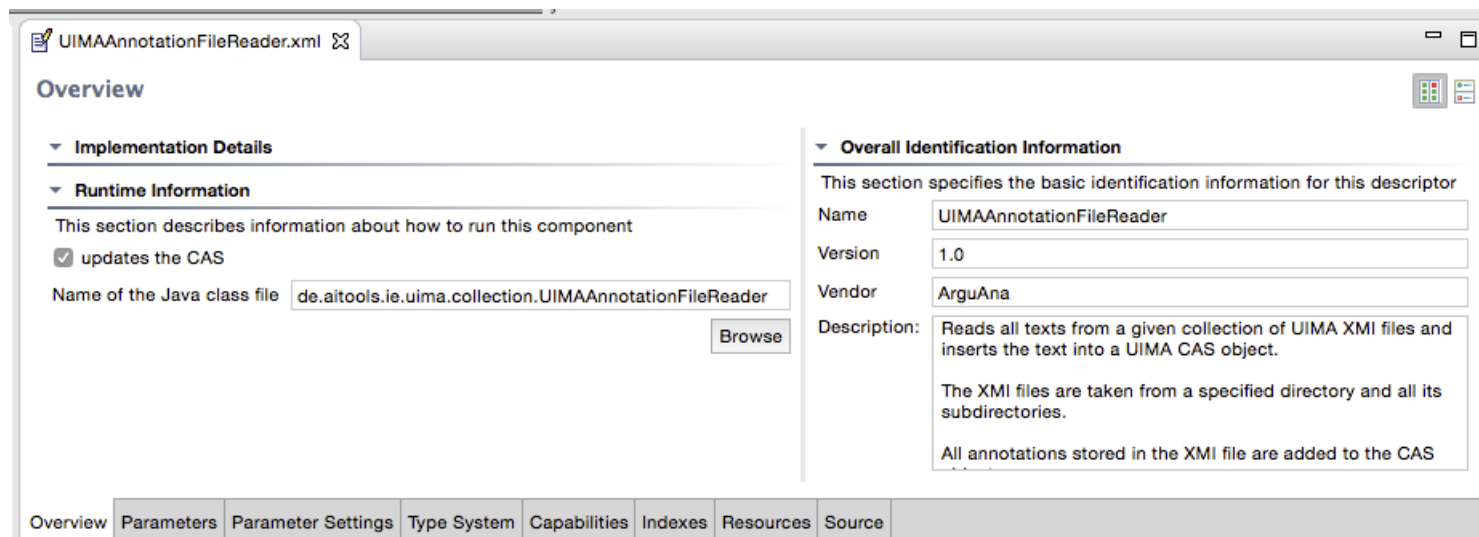 UIMAAnnotationFileReader.xml
Overview
Implementation Details
Runtime Information
This section describes information about how to run this component
updates the CAS
Name of the Java class file de.aitools.ie.uima.collection.UIMAAnnotationFileReader
Browse
Overall Identification Information
This section specifies the basic identification information for this descriptor
Name UIMAAnnotationFileReader
Version 1.0
Vendor ArguAna
Description: Reads all texts from a given collection of UIMA XMI files and
inserts the text into a UIMA CAS object.
The XMI files are taken from a specified directory and all its
subdirectories.
All annotations stored in the XMI file are added to the CAS
Overview Parameters Parameter Settings Type System Capabilities Indexes Resources Source